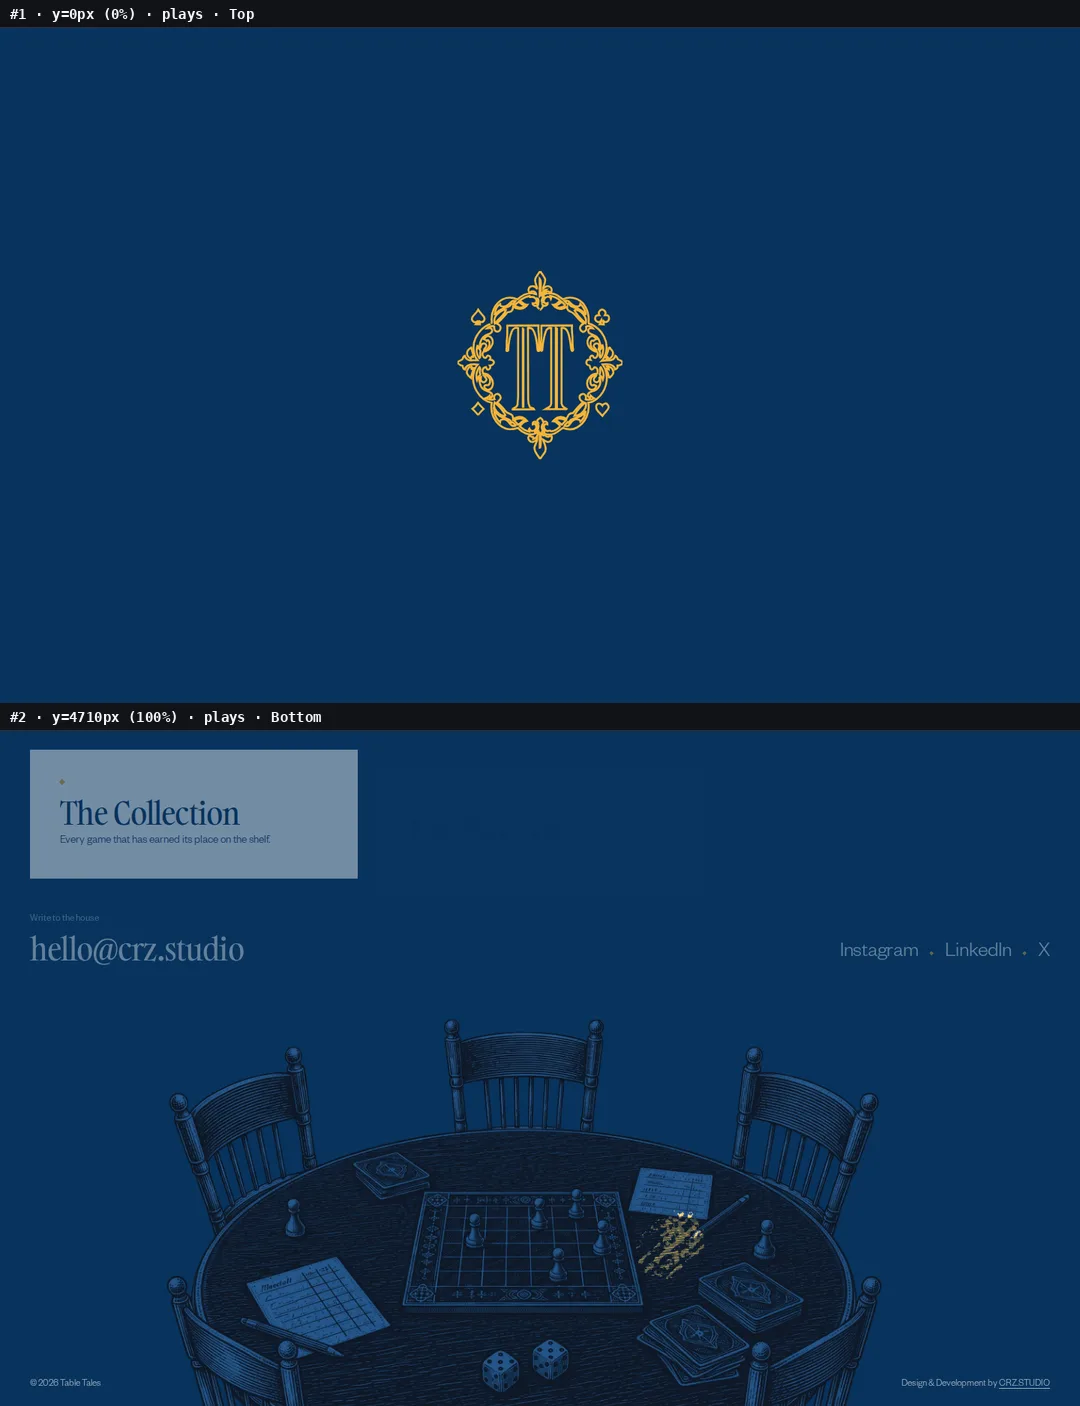 #1 · y=0px (0%) · plays · Top
TT
#2 · y=4710px (100%) · plays · Bottom
The Collection
Every game that has earned its place on the shelf.
Write to the house
hello@crz.studio
Instagram · LinkedIn · X
© 2026 Table Tales
Design & Development by CRZ.STUDIO